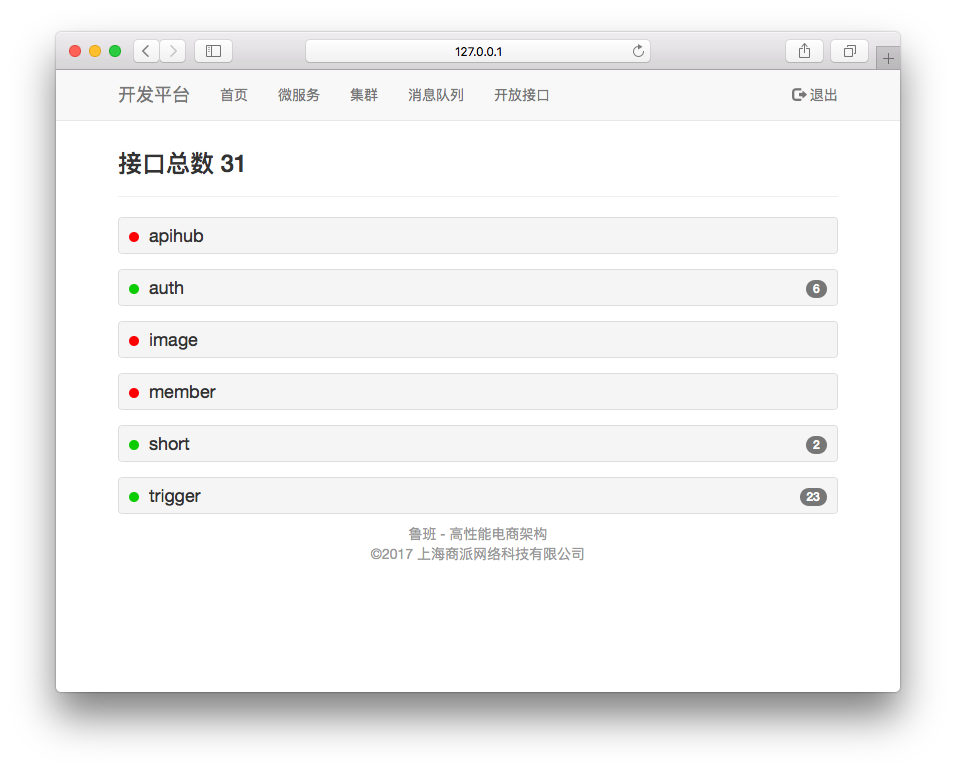 127.0.0.1
开发平台 首页 微服务 集群 消息队列 开放接口 退出
接口总数 31
apihub
auth 6
image
member
short 2
trigger 23
鲁班 - 高性能电商架构
©2017 上海商派网络科技有限公司